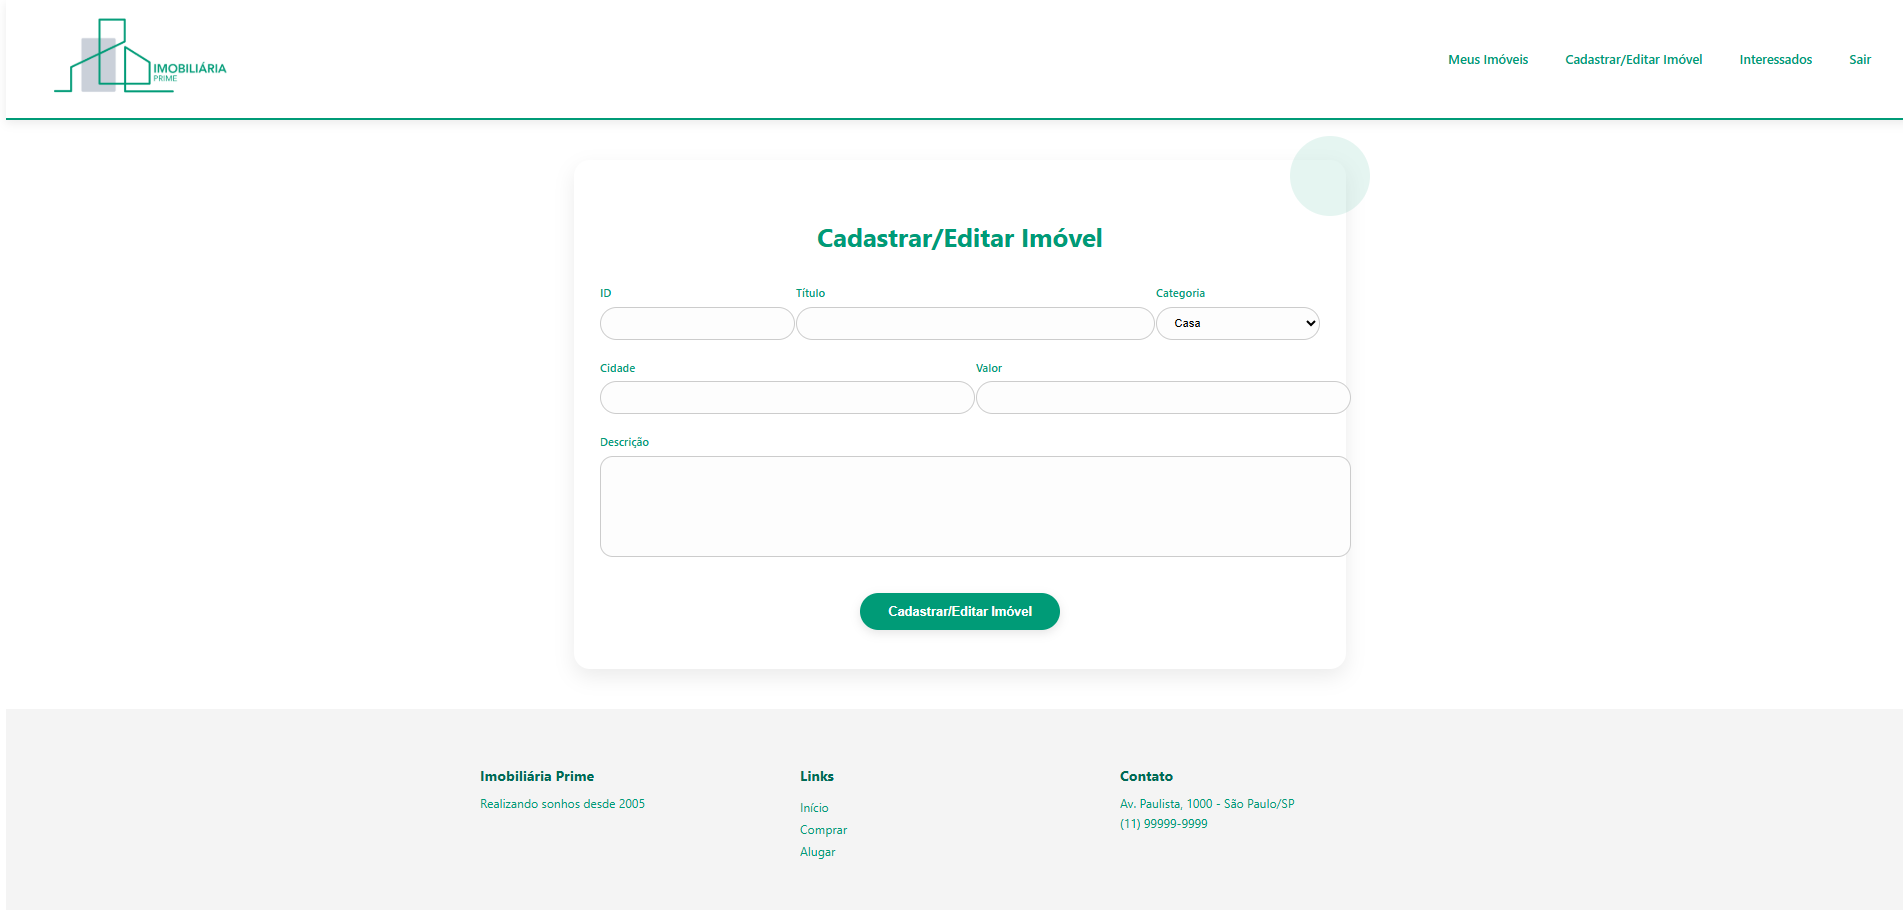 IMOBILIÁRIA
PRIME
Meus Imóveis
Cadastrar/Editar Imóvel
Interessados
Sair
Cadastrar/Editar Imóvel
ID
Título
Categoria
Casa
Cidade
Valor
Descrição
Cadastrar/Editar Imóvel
Imobiliária Prime
Realizando sonhos desde 2005
Links
Início
Comprar
Alugar
Contato
Av. Paulista, 1000 - São Paulo/SP
(11) 99999-9999